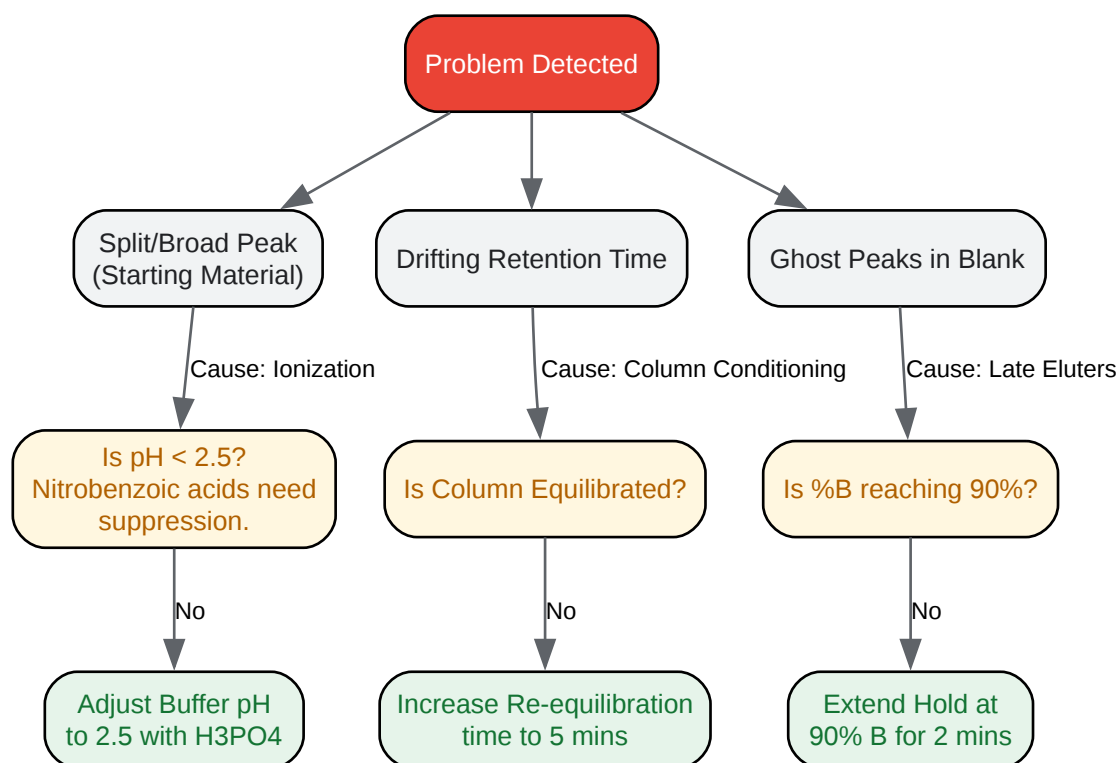 Problem Detected
Split/Broad Peak
(Starting Material)
Drifting Retention Time
Ghost Peaks in Blank
Cause: Ionization
Cause: Column Conditioning
Cause: Late Eluters
Is pH < 2.5?
Nitrobenzoic acids need
suppression.
Is Column Equilibrated?
Is %B reaching 90%?
No
No
No
Adjust Buffer pH
to 2.5 with H3PO4
Increase Re-equilibration
time to 5 mins
Extend Hold at
90% B for 2 mins